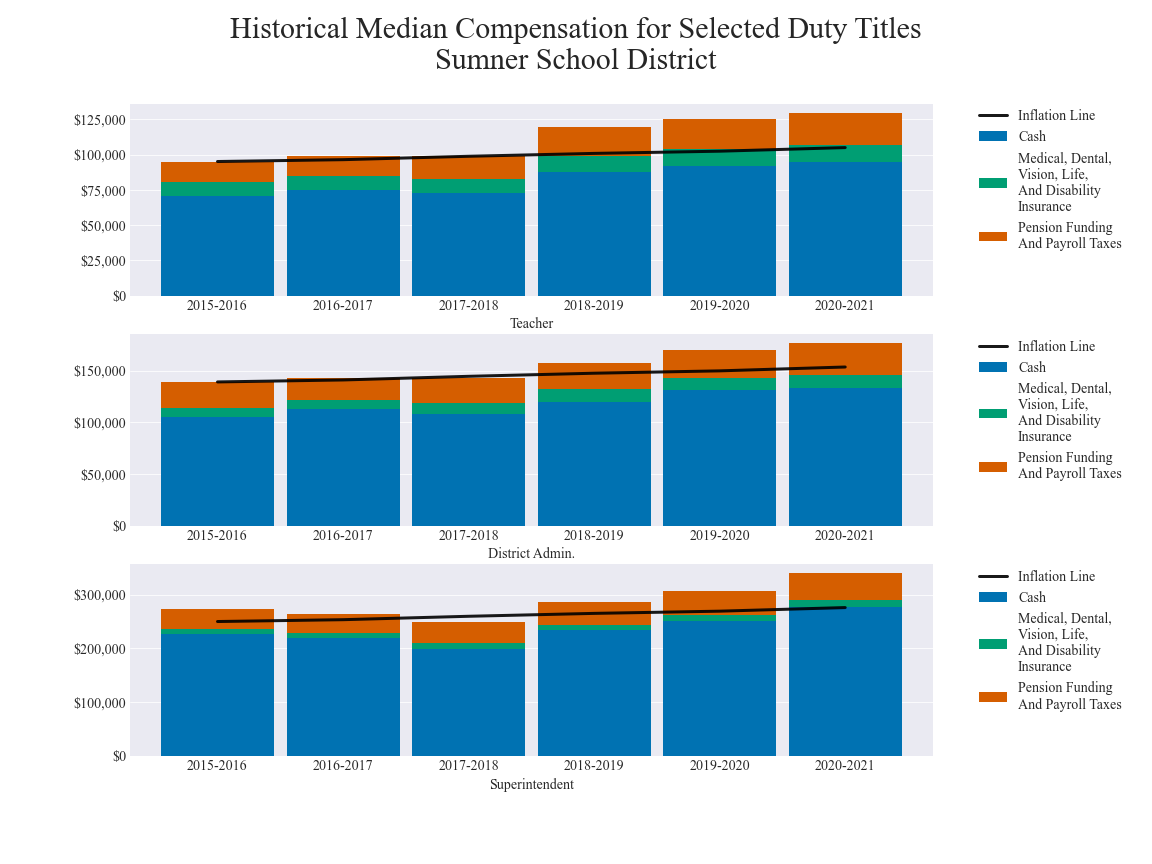 Historical Median Compensation for Selected Duty Titles
Sumner School District
$125,000
$100,000
$75,000
$50,000
$25,000
$0
2015-2016 2016-2017 2017-2018 2018-2019 2019-2020 2020-2021
Teacher
Inflation Line
Cash
Medical, Dental,
Vision, Life,
And Disability
Insurance
Pension Funding
And Payroll Taxes
$150,000
$100,000
$50,000
$0
2015-2016 2016-2017 2017-2018 2018-2019 2019-2020 2020-2021
District Admin.
Inflation Line
Cash
Medical, Dental,
Vision, Life,
And Disability
Insurance
Pension Funding
And Payroll Taxes
$300,000
$200,000
$100,000
$0
2015-2016 2016-2017 2017-2018 2018-2019 2019-2020 2020-2021
Superintendent
Inflation Line
Cash
Medical, Dental,
Vision, Life,
And Disability
Insurance
Pension Funding
And Payroll Taxes